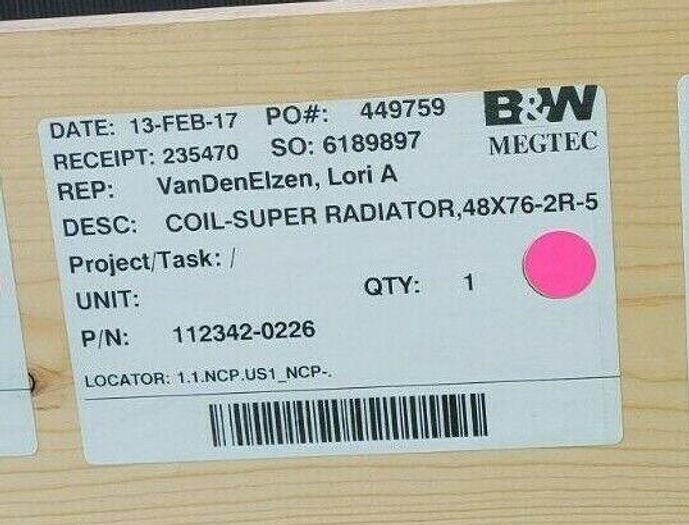 DATE: 13-FEB-17 PO#: 449759
B&W
MEGTEC
RECEIPT: 235470 SO: 6189897
REP: VanDenElzen, Lori A
DESC: COIL-SUPER RADIATOR,48X76-2R-5
Project/Task: /
UNIT: QTY: 1
P/N: 112342-0226
LOCATOR: 1.1.NCP.US1_NCP-.